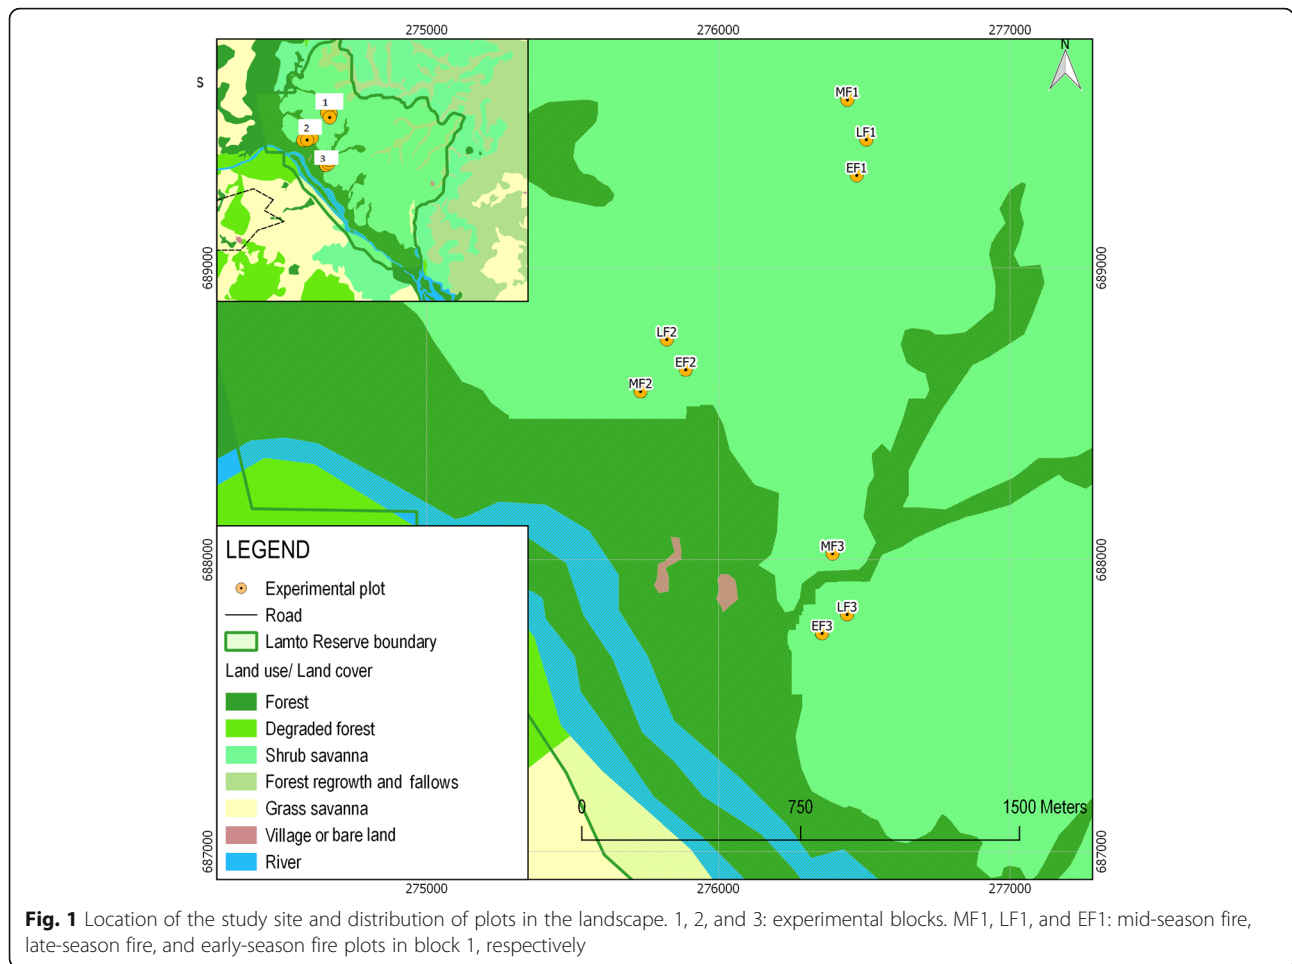 275000 276000 277000
S
N
1
2
3
MF1
LF1
EF1
689000 689000
LF2
EF2
MF2
688000 688000
MF3
LF3
EF3
LEGEND
Experimental plot
Road
Lamto Reserve boundary
Land use/ Land cover
Forest
Degraded forest
Shrub savanna
Forest regrowth and fallows
Grass savanna
Village or bare land
River
0 750 1500 Meters
687000 687000
275000 276000 277000
Fig. 1 Location of the study site and distribution of plots in the landscape. 1, 2, and 3: experimental blocks. MF1, LF1, and EF1: mid-season fire,
late-season fire, and early-season fire plots in block 1, respectively